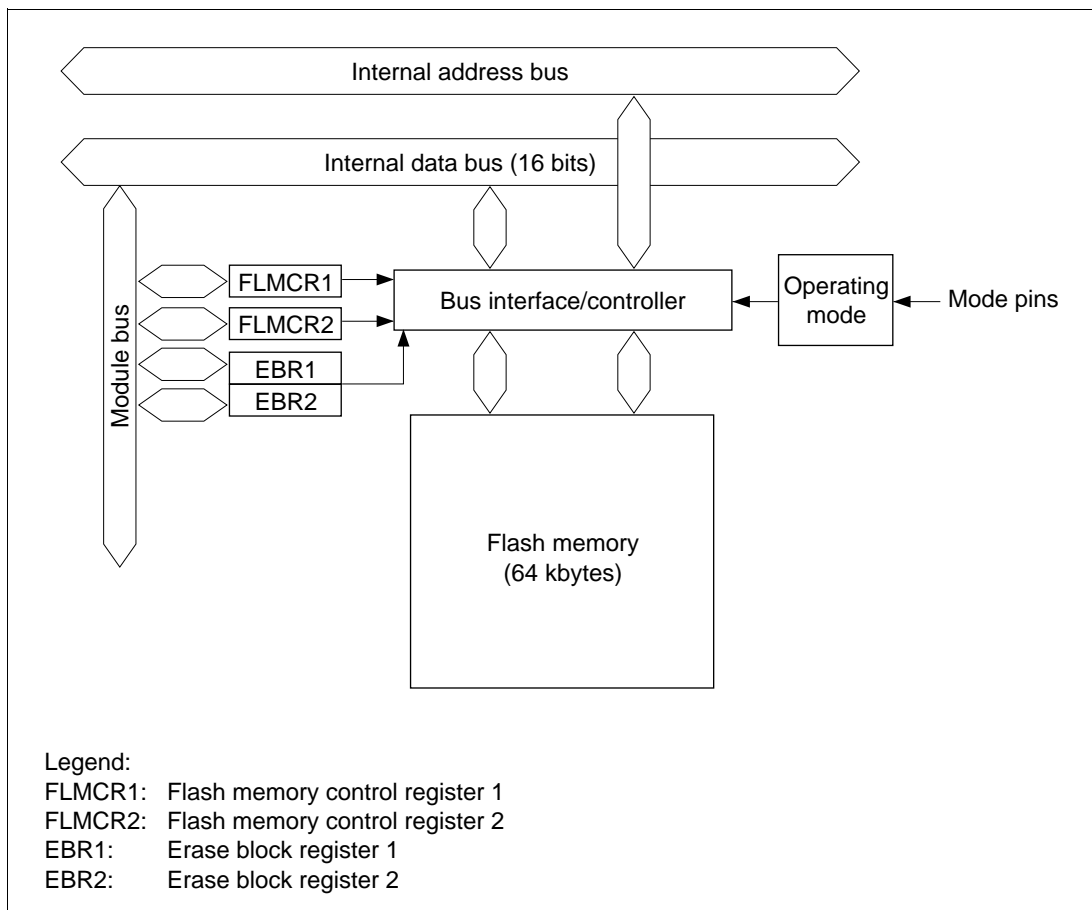 Internal address bus
Internal data bus (16 bits)
Module bus
FLMCR1
FLMCR2
EBR1
EBR2
Bus interface/controller
Operating
mode
Mode pins
Flash memory
(64 kbytes)
Legend:
FLMCR1: Flash memory control register 1
FLMCR2: Flash memory control register 2
EBR1: Erase block register 1
EBR2: Erase block register 2